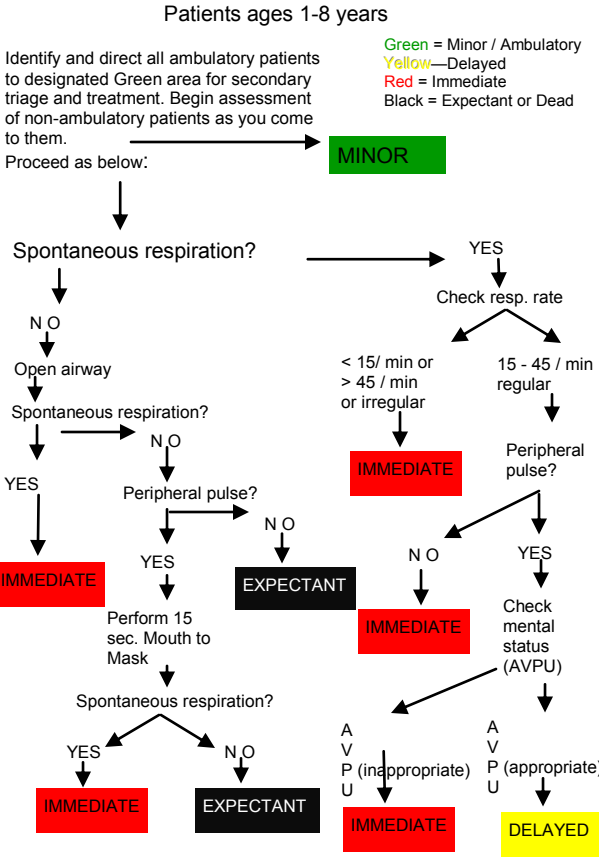 Patients ages 1-8 years
Identify and direct all ambulatory patients
to designated Green area for secondary
triage and treatment. Begin assessment
of non-ambulatory patients as you come
to them.
Proceed as below:
Green = Minor / Ambulatory
Yellow—Delayed
Red = Immediate
Black = Expectant or Dead
MINOR
Spontaneous respiration?
YES
Check resp. rate
N O
Open airway
Spontaneous respiration?
< 15/ min or
> 45 / min
or irregular
15 - 45 / min
regular
IMMEDIATE
Peripheral
pulse?
YES
N O
Peripheral pulse?
N O
YES
IMMEDIATE
EXPECTANT
N O
YES
IMMEDIATE
Perform 15
sec. Mouth to
Mask
Check
mental
status
(AVPU)
Spontaneous respiration?
YES
N O
IMMEDIATE
EXPECTANT
A
V
P (inappropriate)
U
A
V
P (appropriate)
U
IMMEDIATE
DELAYED